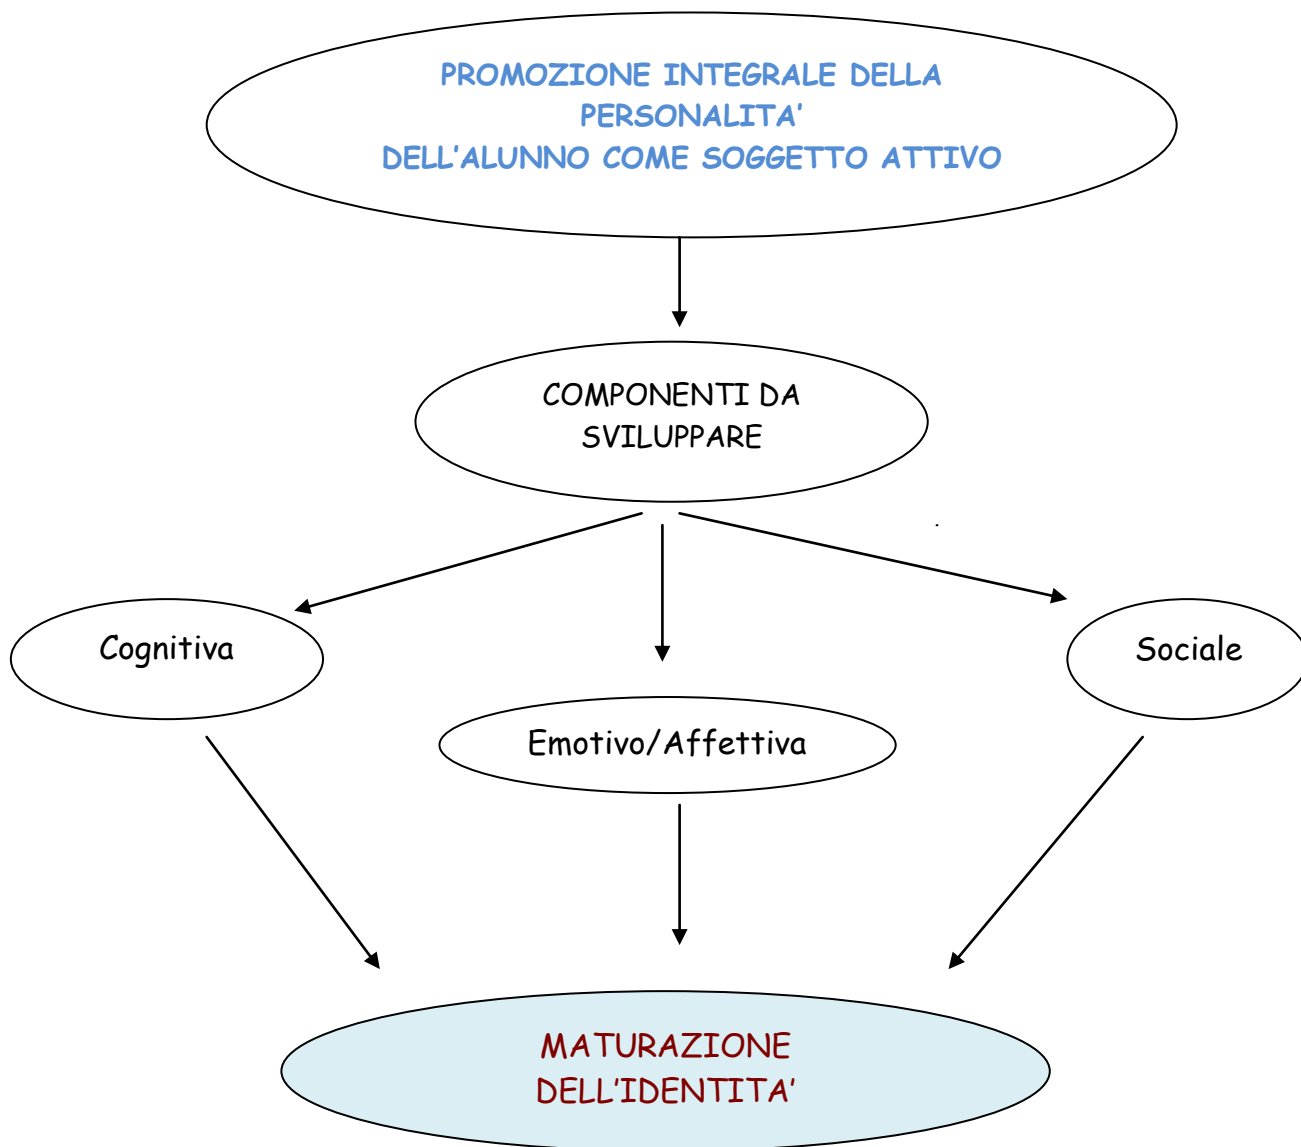 PROMOZIONE INTEGRALE DELLA
PERSONALITA'
DELL'ALUNNO COME SOGGETTO ATTIVO
COMPONENTI DA
SVILUPPARE
.
Cognitiva
Sociale
Emotivo/Affettiva
MATURAZIONE
DELL'IDENTITA'